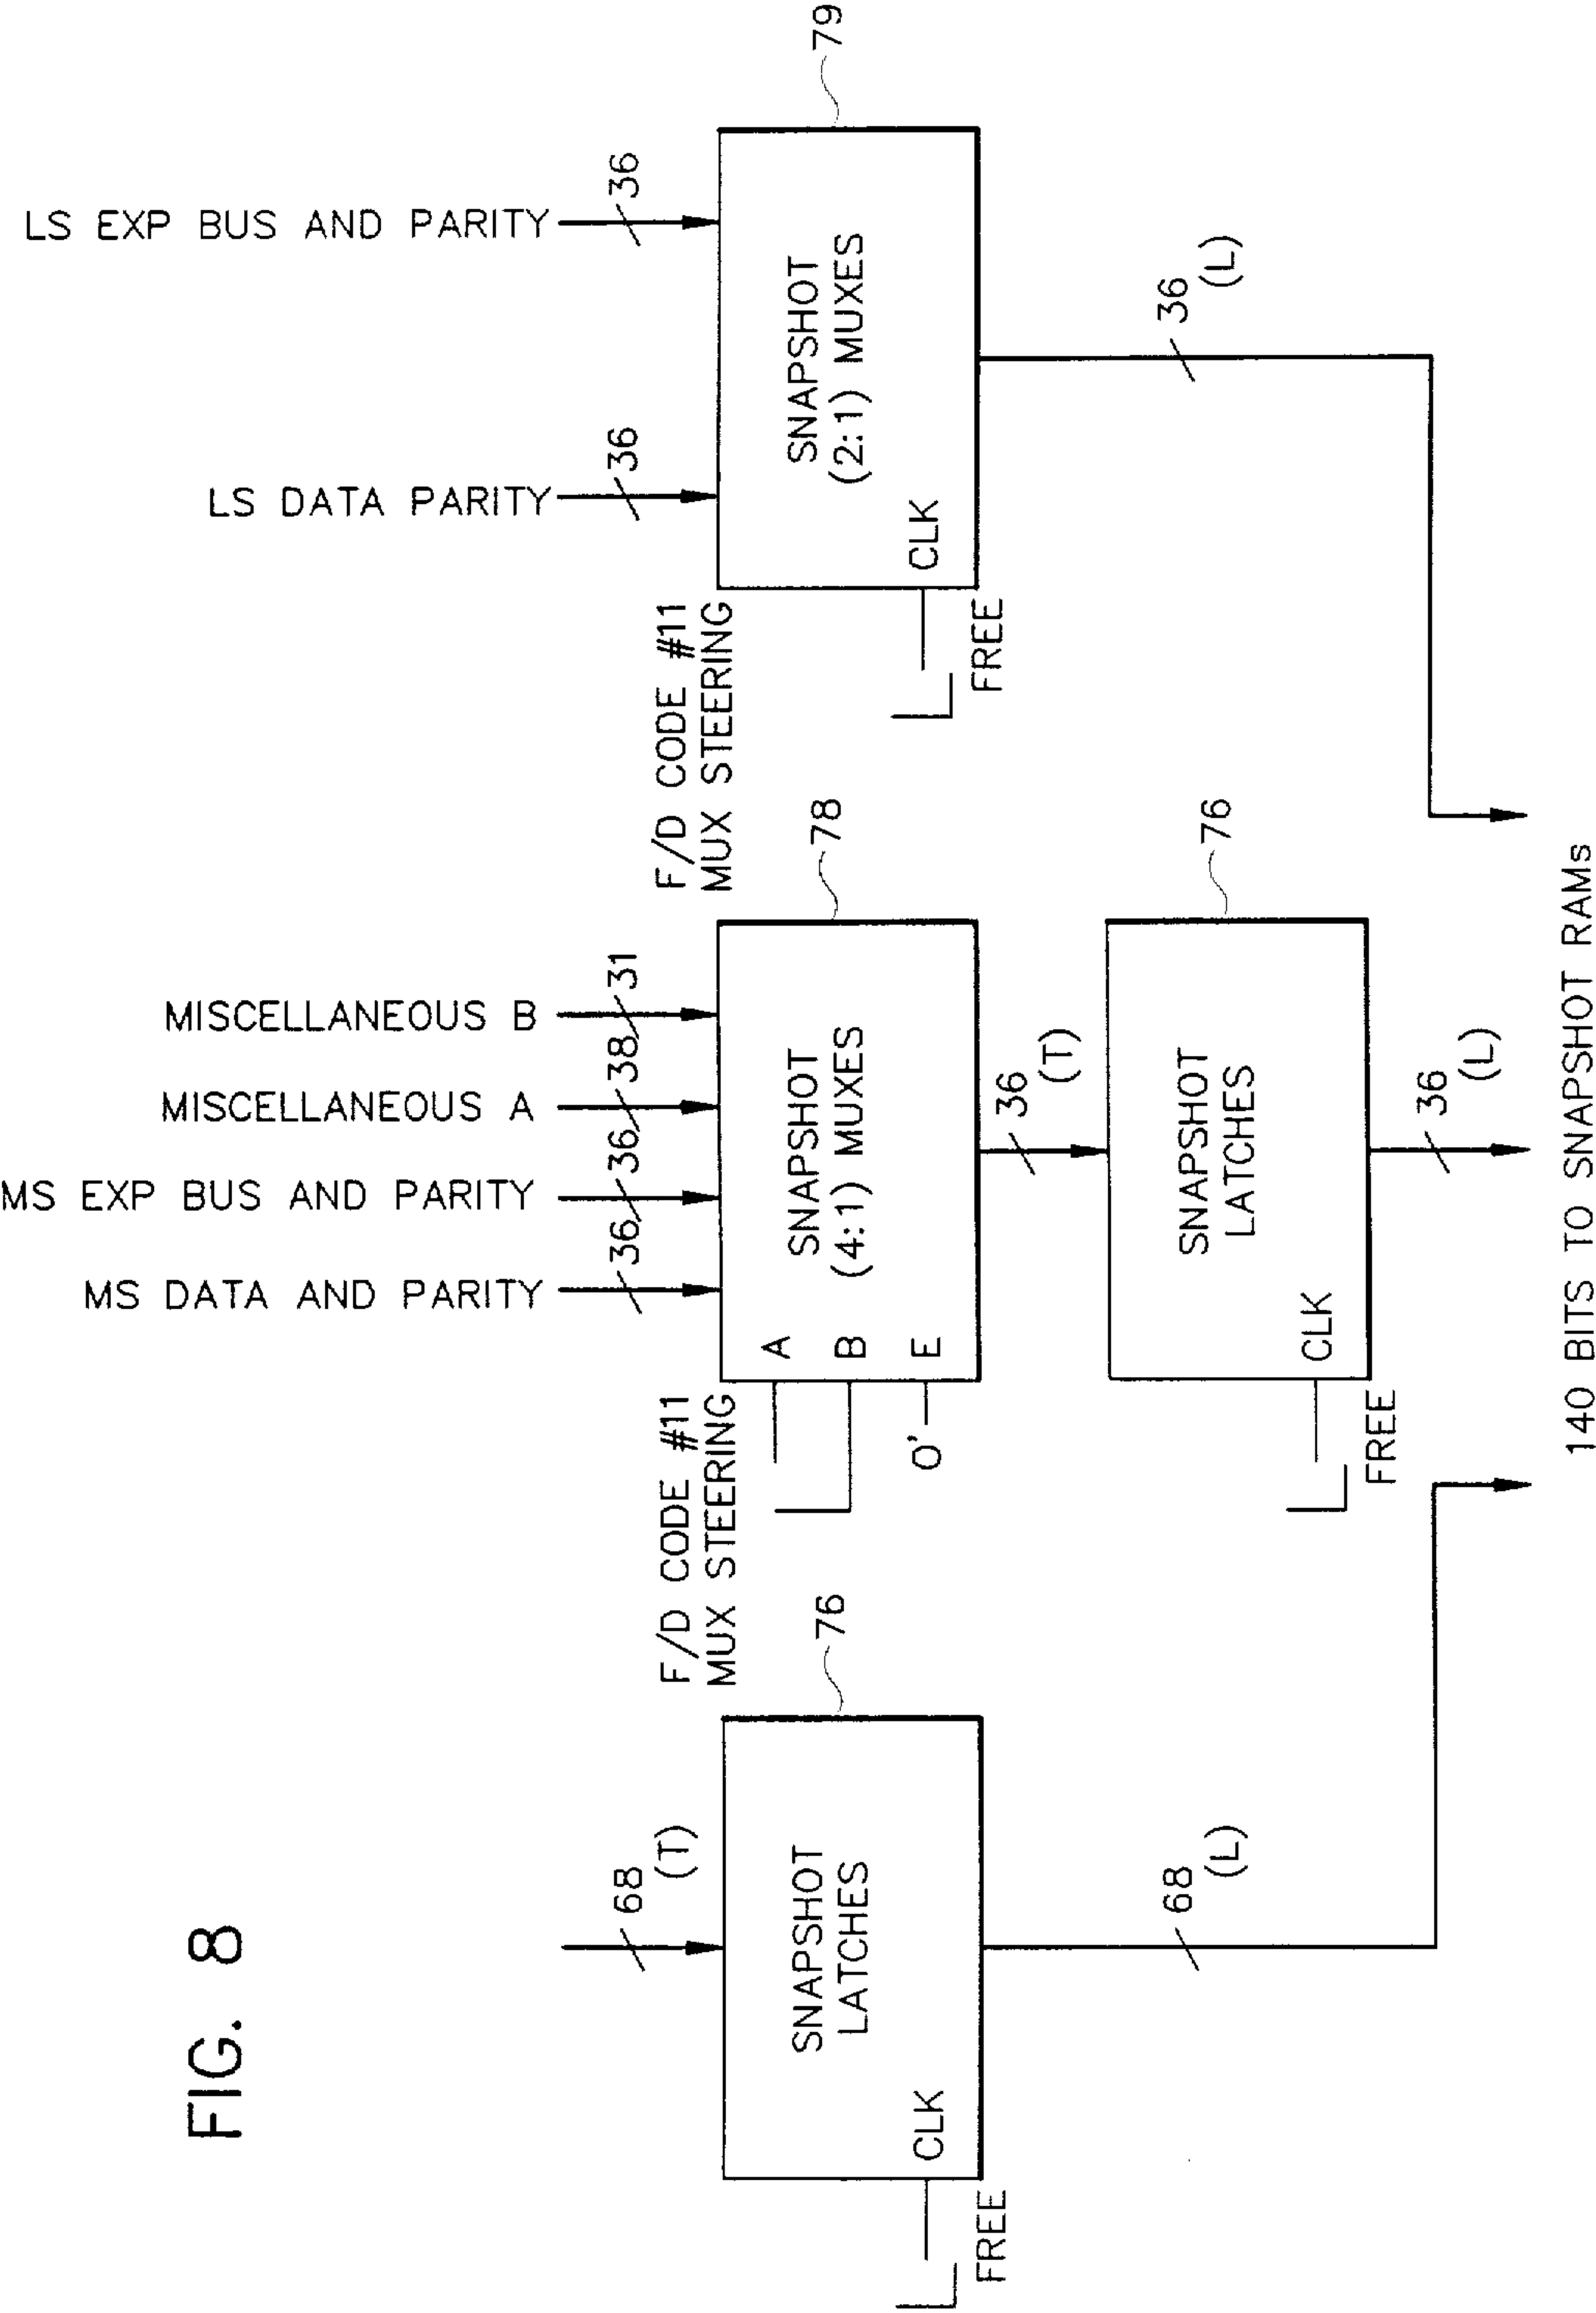 FIG. 8
68
(T)
SNAPSHOT
LATCHES
CLK
FREE
76
68
(L)
MS DATA AND PARITY
MS EXP BUS AND PARITY
MISCELLANEOUS A
MISCELLANEOUS B
36
36
38
31
F/D CODE #11
MUX STEERING
A
B
E
0'
SNAPSHOT
(4:1) MUXES
78
36
(T)
SNAPSHOT
LATCHES
CLK
FREE
76
36
(L)
LS DATA PARITY
LS EXP BUS AND PARITY
36
36
F/D CODE #11
MUX STEERING
SNAPSHOT
(2:1) MUXES
CLK
FREE
79
36
(L)
140 BITS TO SNAPSHOT RAMs